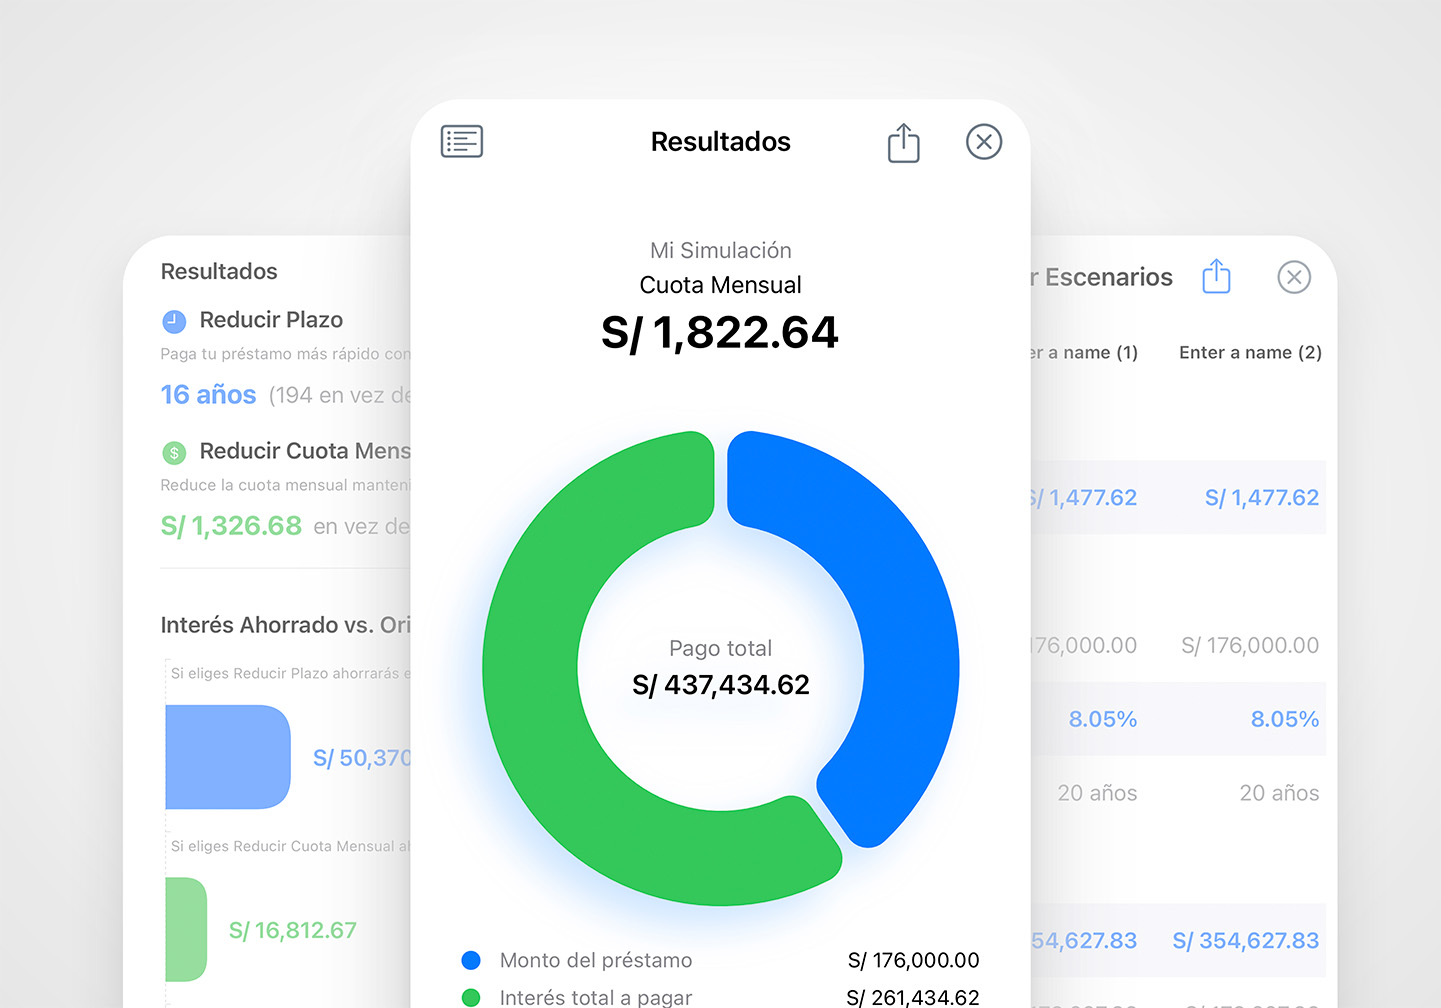 Resultados
Mi Simulación
Cuota Mensual
S/ 1,822.64
Pago total
S/ 437,434.62
Monto del préstamo S/ 176,000.00
Interés total a pagar S/ 261,434.62
Resultados
Reducir Plazo
Paga tu préstamo más rápido con
16 años (194 en vez de
Reducir Cuota Mens
Reduce la cuota mensual manteni
S/ 1,326.68 en vez de
Interés Ahorrado vs. Ori
Si eliges Reducir Plazo ahorrarás e
S/ 50,370
Si eliges Reducir Cuota Mensual a
S/ 16,812.67
r Escenarios
er a name (1) Enter a name (2)
S/ 1,477.62 S/ 1,477.62
176,000.00 S/ 176,000.00
8.05% 8.05%
20 años 20 años
54,627.83 S/ 354,627.83